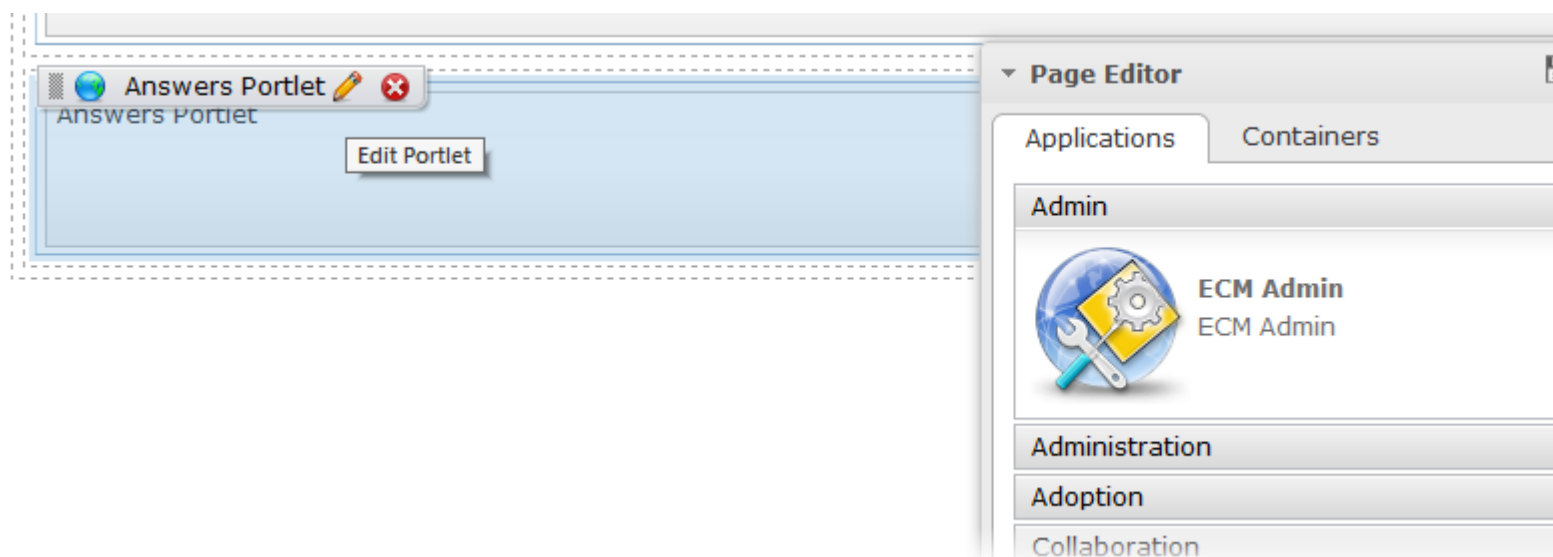 Answers Portlet
Answers Portlet
Edit Portlet
Page Editor
Applications
Containers
Admin
ECM Admin
ECM Admin
Administration
Adoption
Collaboration